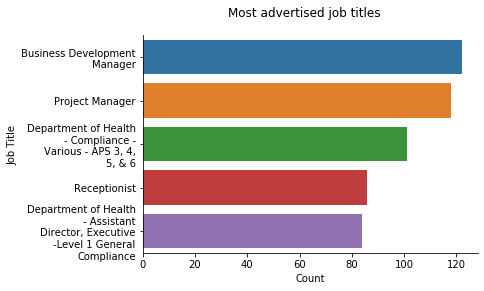 Most advertised job titles
Business Development
Manager
Project Manager
Department of Health
- Compliance -
Various - APS 3, 4,
5, & 6
Receptionist
Department of Health
- Assistant
Director, Executive
-Level 1 General
Compliance
Job Title
0 20 40 60 80 100 120
Count